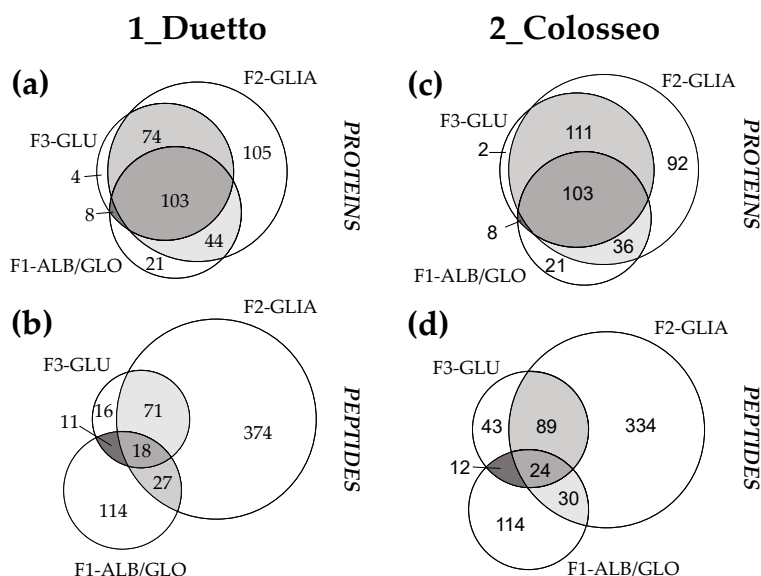 1_Duetto
2_Colosseo
(a)
F2-GLIA
F3-GLU
74
105
4
103
8
44
21
F1-ALB/GLO
PROTEINS
(c)
F2-GLIA
F3-GLU
111
2
92
103
8
36
21
F1-ALB/GLO
PROTEINS
(b)
F2-GLIA
F3-GLU
16
71
11
374
18
27
114
F1-ALB/GLO
PEPTIDES
(d)
F2-GLIA
F3-GLU
43
89
334
12
24
30
114
F1-ALB/GLO
PEPTIDES